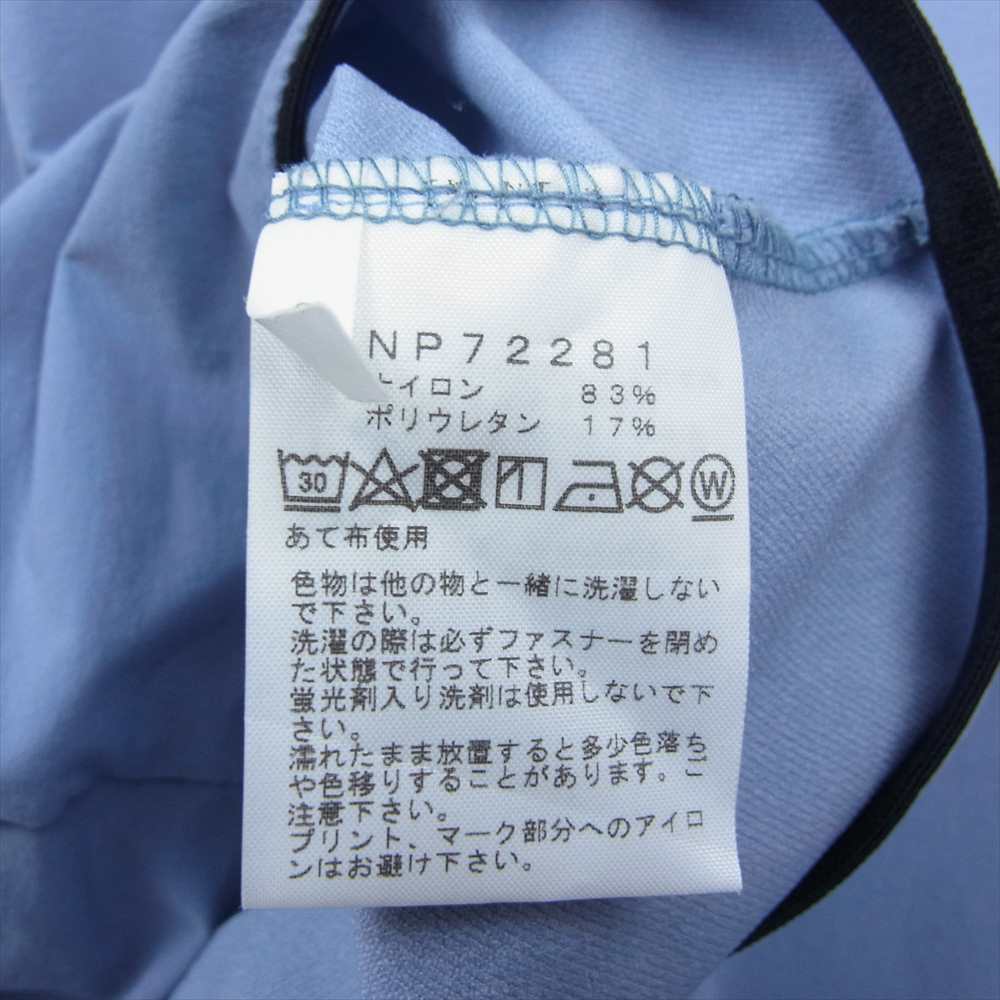 NP72281
ナイロン 83%
ポリウレタン 17%
30 W
あて布使用
色物は他の物と一緒に洗濯しない
で下さい。
洗濯の際は必ずファスナーを閉め
た状態で行って下さい。
蛍光剤入り洗剤は使用しないで下
さい。
濡れたまま放置すると多少色落ち
や色移りすることがあります。ご
注意下さい。
プリント、マーク部分へのアイロ
ンはお避け下さい。